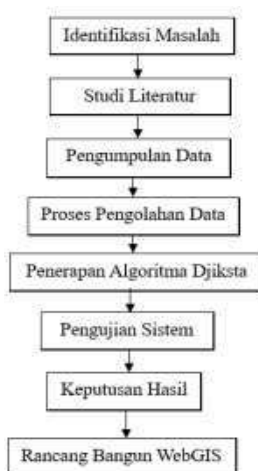 Identifikasi Masalah
Studi Literatur
Pengumpulan Data
Proses Pengolahan Data
Penerapan Algoritma Djiksta
Pengujian Sistem
Keputusan Hasil
Rancang Bangun WebGIS